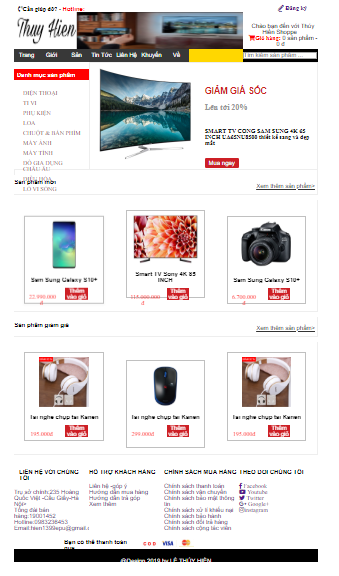 Cần giúp đỡ? - Hotline:
Đăng ký
Thuy Hien
Chào bạn đến với Thúy
Hiền Shoppe
Giỏ hàng: 0 sản phẩm -
0 đ
Trang Giới Sản Tin Tức Liên Hệ Khuyến Về
Tìm kiếm sản phẩm...
Danh mục sản phẩm
ĐIỆN THOẠI
TI VI
PHỤ KIỆN
LOA
CHUỘT & BÀN PHÍM
MÁY ẢNH
MÁY TÍNH
ĐỒ GIA DỤNG
CHÂU ÂU
LÒ VI SÓNG
GIẢM GIÁ SỐC
Lên tới 20%
SMART TV CONG SAM SUNG 4K 65
INCH UA65NU8500 thiết kế sang và đẹp
mắt
Mua ngay
Sản phẩm mới
Xem thêm sản phẩm>
Sam Sung Galaxy S10+
22.990.000
đ
Thêm
vào giỏ
Smart TV Sony 4K 85
INCH
115.000.000
đ
Thêm
vào giỏ
Sam Sung Galaxy S10+
6.700.000
đ
Thêm
vào giỏ
Sản phẩm giảm giá
Xem thêm sản phẩm>
Tai nghe chụp tai Kanen
195.000đ
Thêm
vào giỏ
Tai nghe chụp tai Kanen
299.000đ
Thêm
vào giỏ
Tai nghe chụp tai Kanen
195.000đ
Thêm
vào giỏ
LIÊN HỆ VỚI CHÚNG
TÔI
Trụ sở chính:235 Hoàng
Quốc Việt -Cầu Giấy-Hà
Nội+
Tổng đài bán
hàng:19001452
Hotline:0983236453
Email:hien1399epu@gmail.c
HỖ TRỢ KHÁCH HÀNG
Liên hệ -góp ý
Hướng dẫn mua hàng
Hướng dẫn trả góp
Xem thêm
CHÍNH SÁCH MUA HÀNG
Chính sách thanh toán
Chính sách vận chuyển
Chính sách bảo mật thông
tin
Chính sách xử lí khiếu nại
Chính sách bảo hành
Chính sách đổi trả hàng
Chính sách cộng tác viên
THEO DÕI CHÚNG TÔI
Facebook
Youtube
Twitter
Google+
Instagram
Bạn có thể thanh toán
qua
COD VISA
@Design 2019 by LÊ THÚY HIỀN